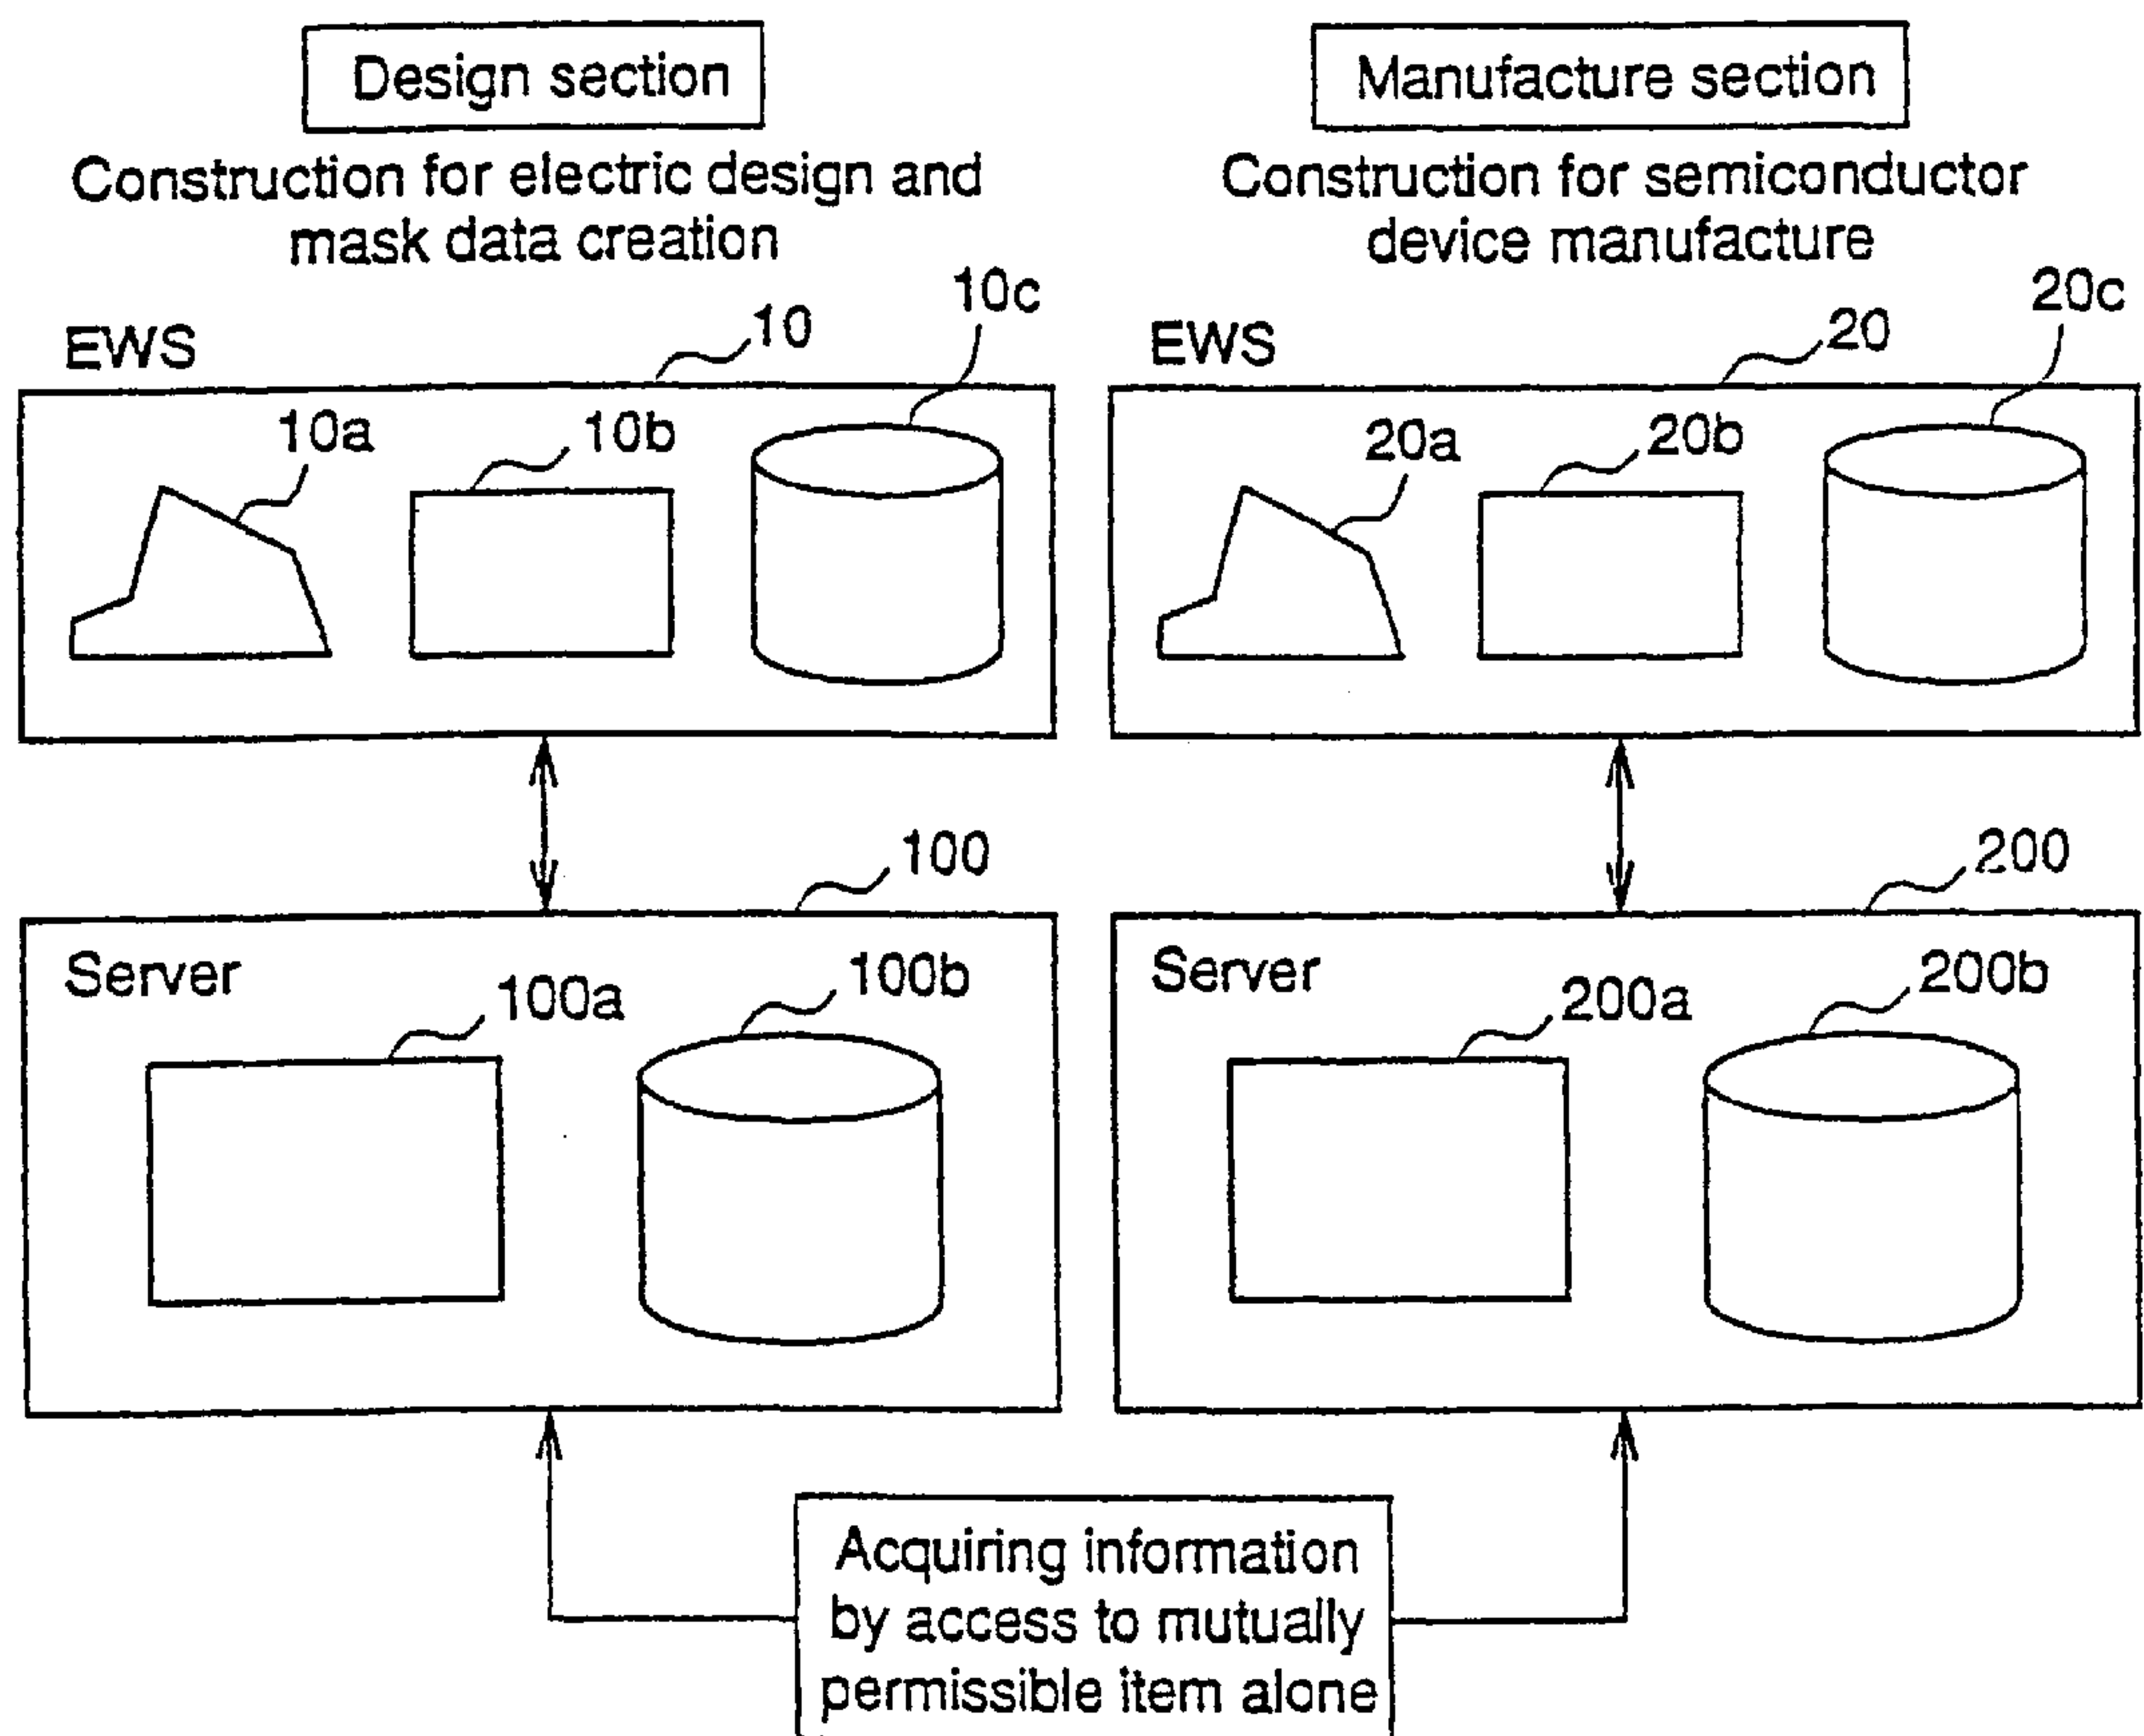 Design section
Construction for electric design and
mask data creation
EWS
10
10c
10a
10b
Server
100
100a
100b
Manufacture section
Construction for semiconductor
device manufacture
EWS
20
20c
20a
20b
Server
200
200a
200b
Acquiring information
by access to mutually
permissible item alone